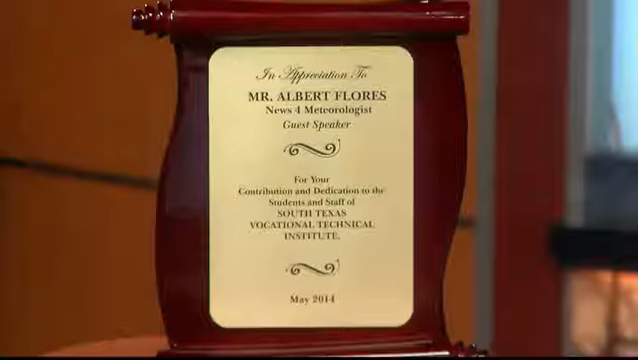 In Appreciation To
MR. ALBERT FLORES
News 4 Meteorologist
Guest Speaker
For Your
Contribution and Dedication to the
Students and Staff of
SOUTH TEXAS
VOCATIONAL TECHNICAL
INSTITUTE.
May 2014